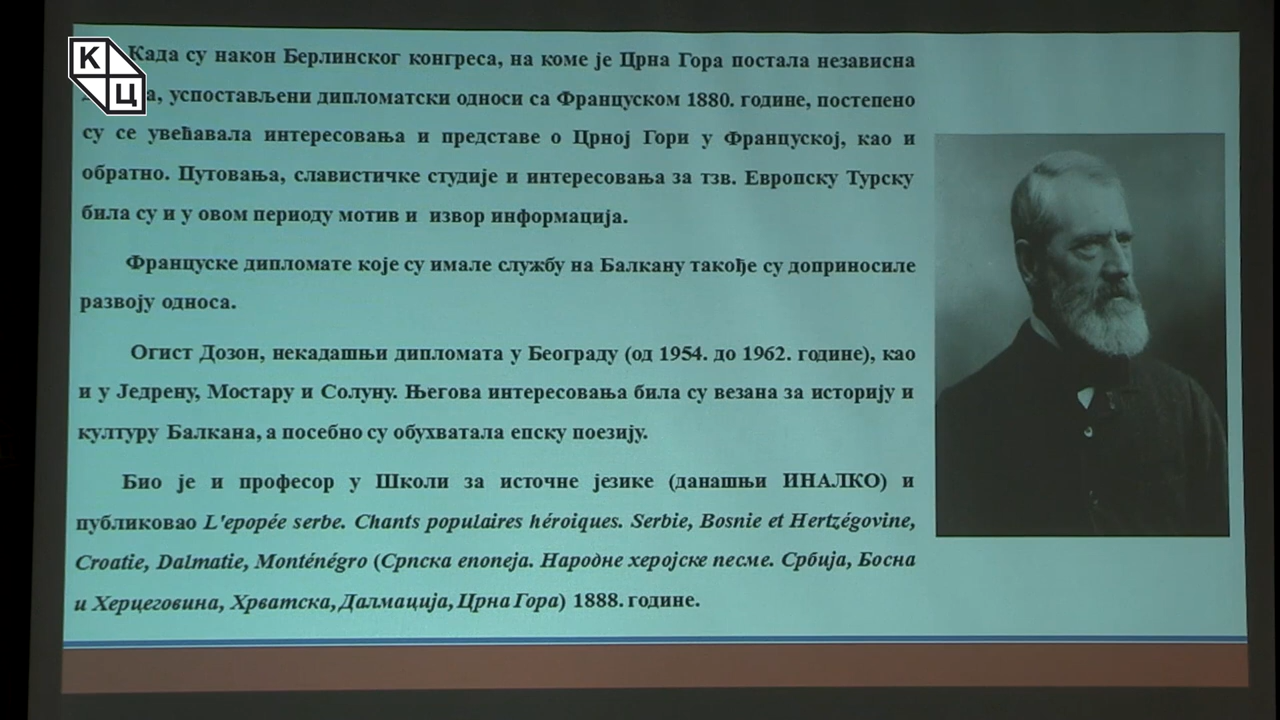 К
Ц
Када су након Берлинског конгреса, на коме је Црна Гора постала независна
успостављени дипломатски односи са Француском 1880. године, постепено
су се увећавала интересовања и представе о Црној Гори у Француској, као и
обратно. Путовања, славистичке студије и интересовања за тзв. Европску Турску
била су и у овом периоду мотив и извор информација.
Француске дипломате које су имале службу на Балкану такође су доприносиле
развоју односа.
Огист Дозон, некадашњи дипломата у Београду (од 1954. до 1962. године), као
и у Једрену, Мостару и Солуну. Његова интересовања била су везана за историју и
културу Балкана, а посебно су обухватала епску поезију.
Био је и професор у Школи за источне језике (данашњи ИНАЛКО) и
публиковао L'epopée serbe. Chants populaires héroiques. Serbie, Bosnie et Hertzégovine,
Croatie, Dalmatie, Monténégro (Српска епопеја. Народне херојске песме. Србија, Босна
и Херцеговина, Хрватска, Далмација, Црна Гора) 1888. године.